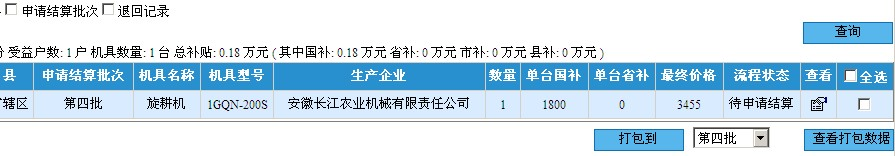 申请结算批次 退回记录
查询
受益户数: 1 户 机具数量: 1 台 总补贴: 0.18 万元 ( 其中国补: 0.18 万元 省补: 0 万元 市补: 0 万元 县补: 0 万元 )
县 申请结算批次 机具名称 机具型号 生产企业 数量 单台国补 单台省补 最终价格 流程状态 查看 全选
辖区 第四批 旋耕机 1GQN-200S 安徽长江农业机械有限责任公司 1 1800 0 3455 待申请结算
打包到 第四批 查看打包数据